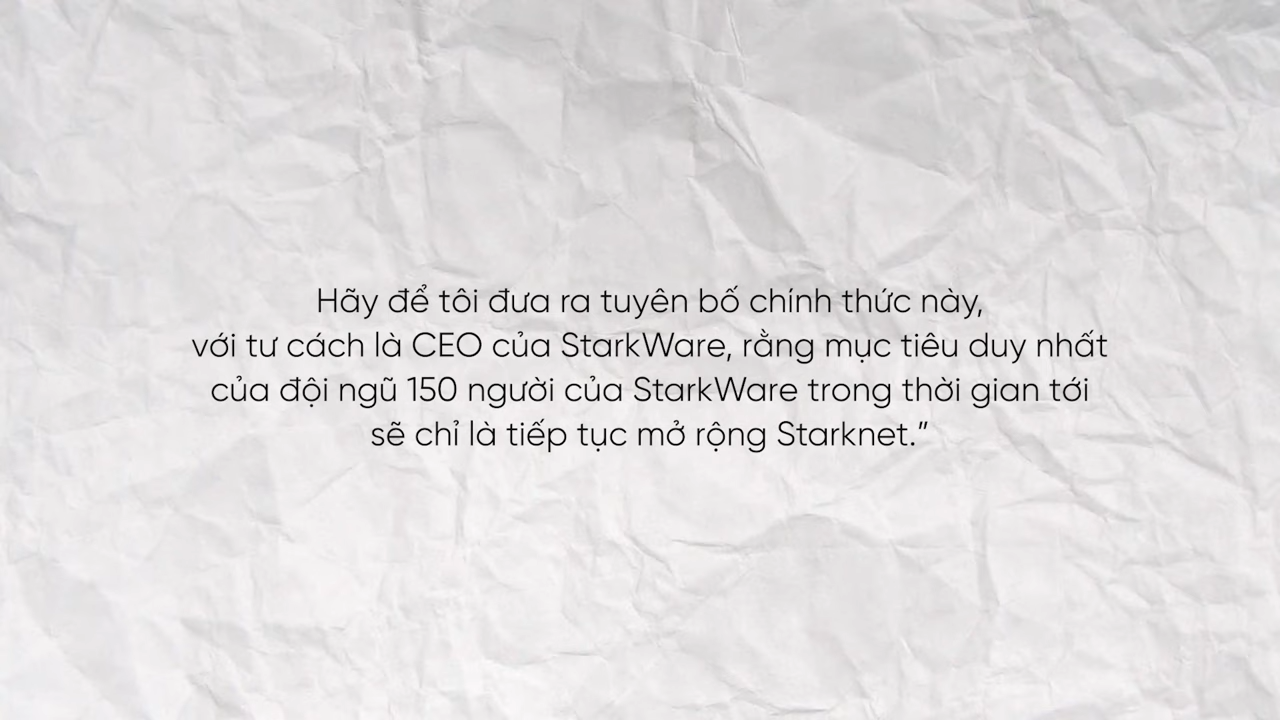 Hãy để tôi đưa ra tuyên bố chính thức này,
với tư cách là CEO của StarkWare, rằng mục tiêu duy nhất
của đội ngũ 150 người của StarkWare trong thời gian tới
sẽ chỉ là tiếp tục mở rộng Starknet.”